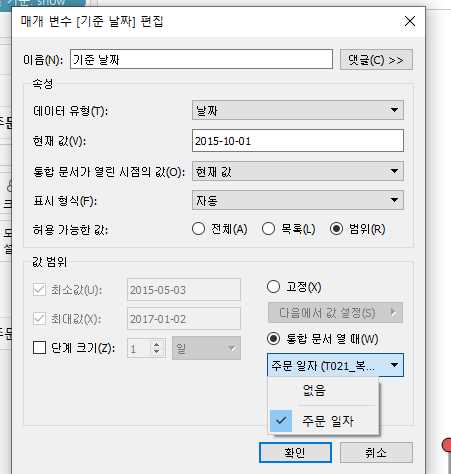 기준: show
매개 변수 [기준 날짜] 편집
이름(N):
기준 날짜
댓글(C) >>
속성
데이터 유형(T):
날짜
현재 값(V):
2015-10-01
통합 문서가 열린 시점의 값(O):
현재 값
표시 형식(F):
자동
허용 가능한 값:
전체(A)
목록(L)
범위(R)
값 범위
최소값(U):
2015-05-03
고정(X)
최대값(X):
2017-01-02
다음에서 값 설정(S)
단계 크기(Z):
1
일
통합 문서 열 때(W)
주문 일자 (T021_복...
없음
주문 일자
확인
취소